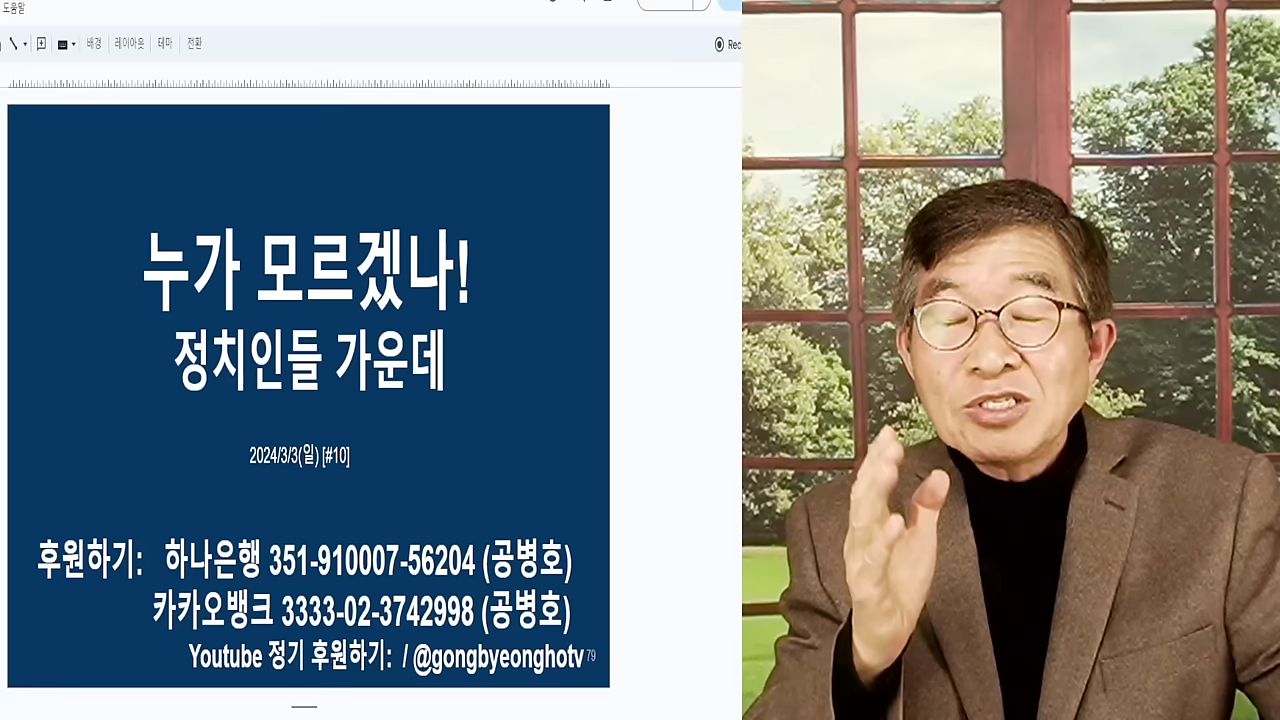 도움말
배경 레이아웃 테마 전환
Rec
누가 모르겠나!
정치인들 가운데
2024/3/3(일) [#10]
후원하기: 하나은행 351-910007-56204 (공병호)
카카오뱅크 3333-02-3742998 (공병호)
Youtube 정기 후원하기: / @gongbyeonghotv
79